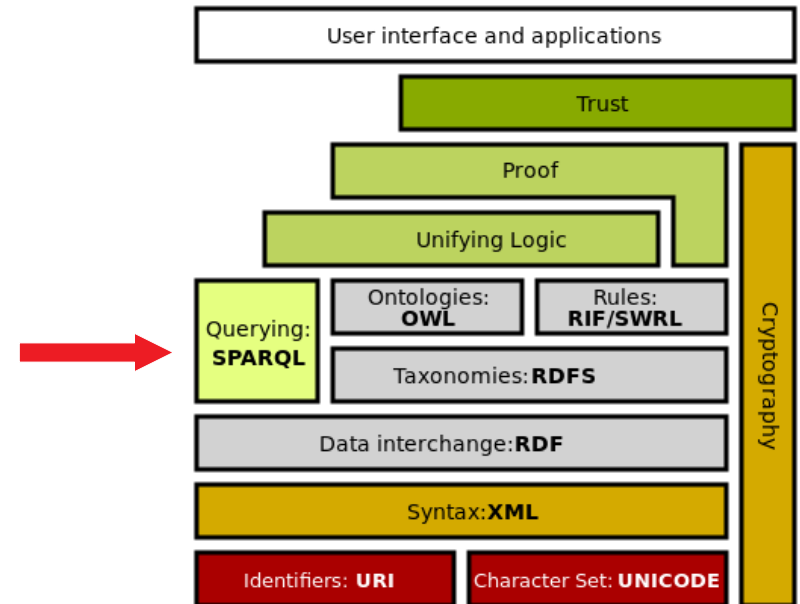 User interface and applications
Trust
Proof
Unifying Logic
Querying:
SPARQL
Ontologies:
OWL
Rules:
RIF/SWRL
Taxonomies:RDFS
Data interchange:RDF
Syntax:XML
Identifiers: URI
Character Set: UNICODE
Cryptography